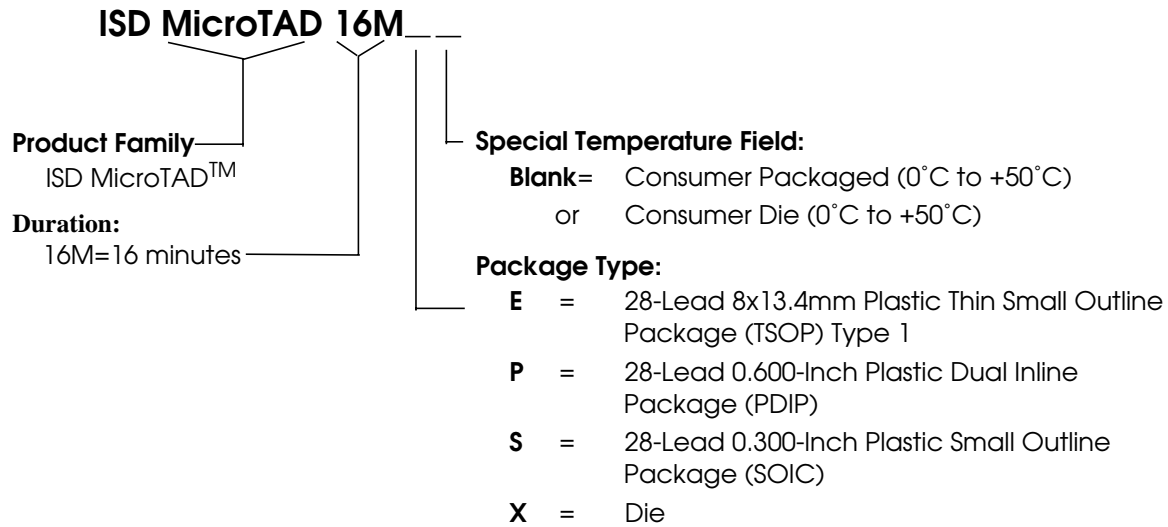 ISD MicroTAD 16M_ _
Product Family
ISD MicroTAD™
Duration:
16M=16 minutes
Special Temperature Field:
Blank= Consumer Packaged (0˚C to +50˚C)
or Consumer Die (0˚C to +50˚C)
Package Type:
E = 28-Lead 8x13.4mm Plastic Thin Small Outline
Package (TSOP) Type 1
P = 28-Lead 0.600-Inch Plastic Dual Inline
Package (PDIP)
S = 28-Lead 0.300-Inch Plastic Small Outline
Package (SOIC)
X = Die